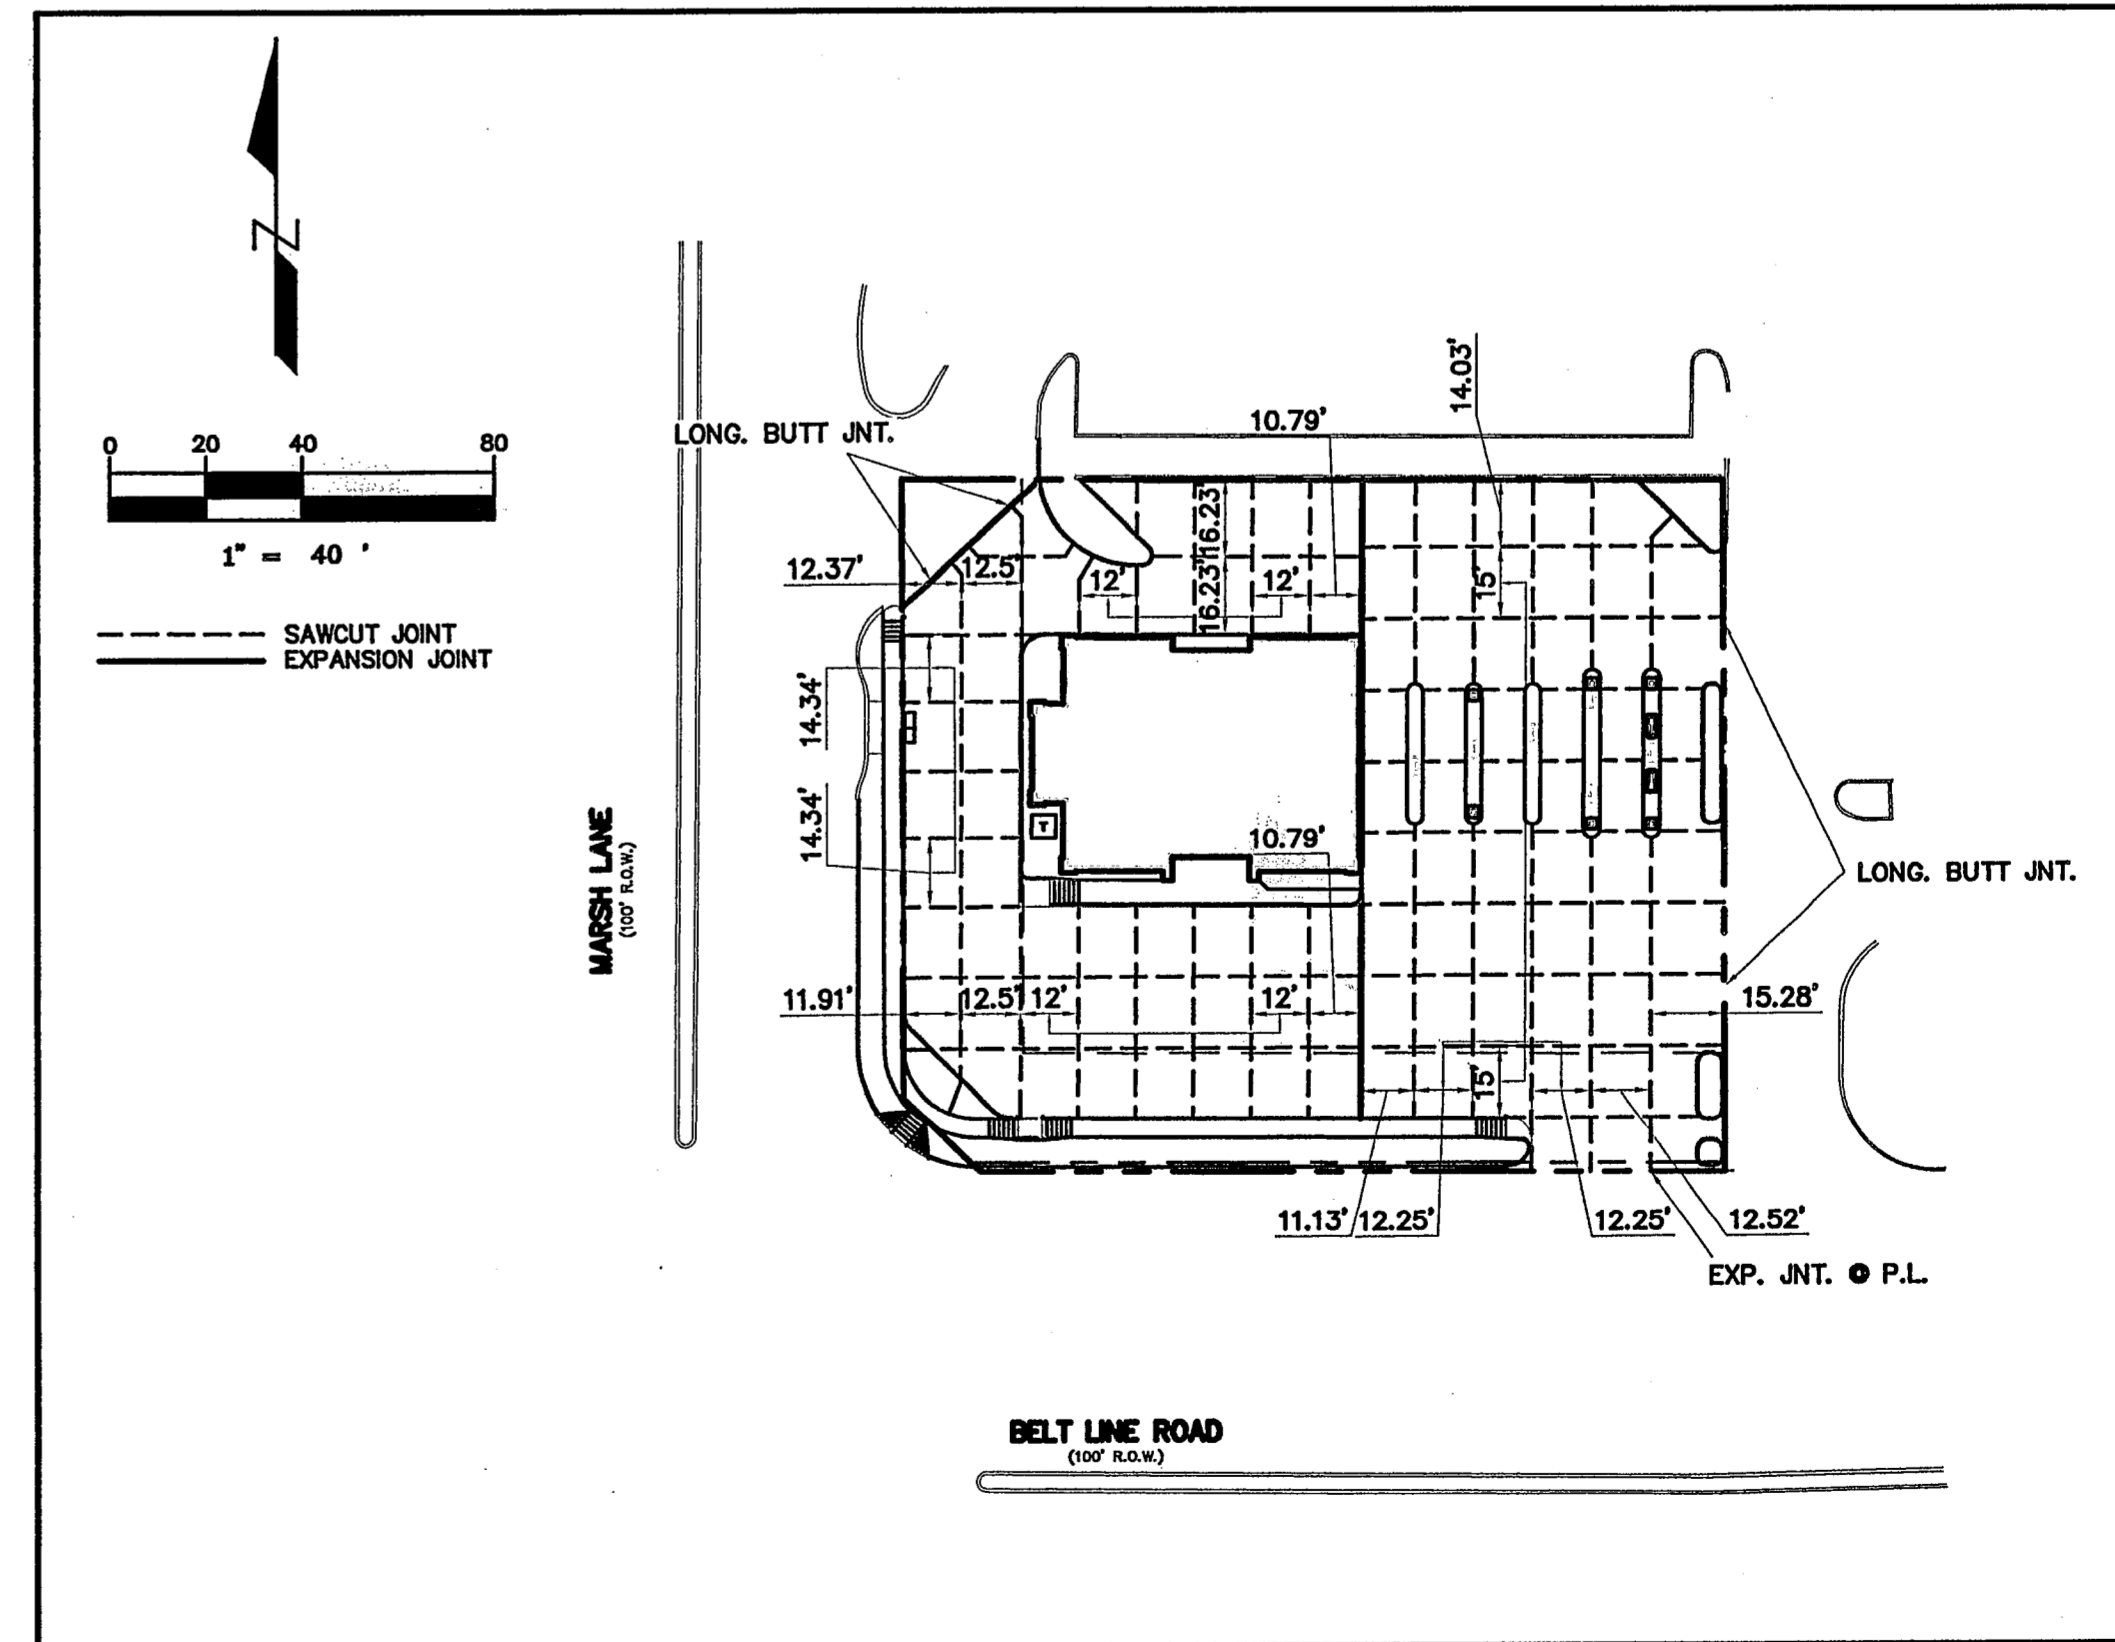 N
0 20 40 80
1" = 40 '
SAWCUT JOINT
EXPANSION JOINT
LONG. BUTT JNT.
14.03'
10.79'
16.23'
16.23'
12.37'
12.5'
12'
12'
15'
14.34'
14.34'
T
10.79'
MARSH LANE
(100' R.O.W.)
LONG. BUTT JNT.
11.91'
12.5'
12'
12'
15.28'
15'
11.13'
12.25'
12.25'
12.52'
EXP. JNT. @ P.L.
BELT LINE ROAD
(100' R.O.W.)